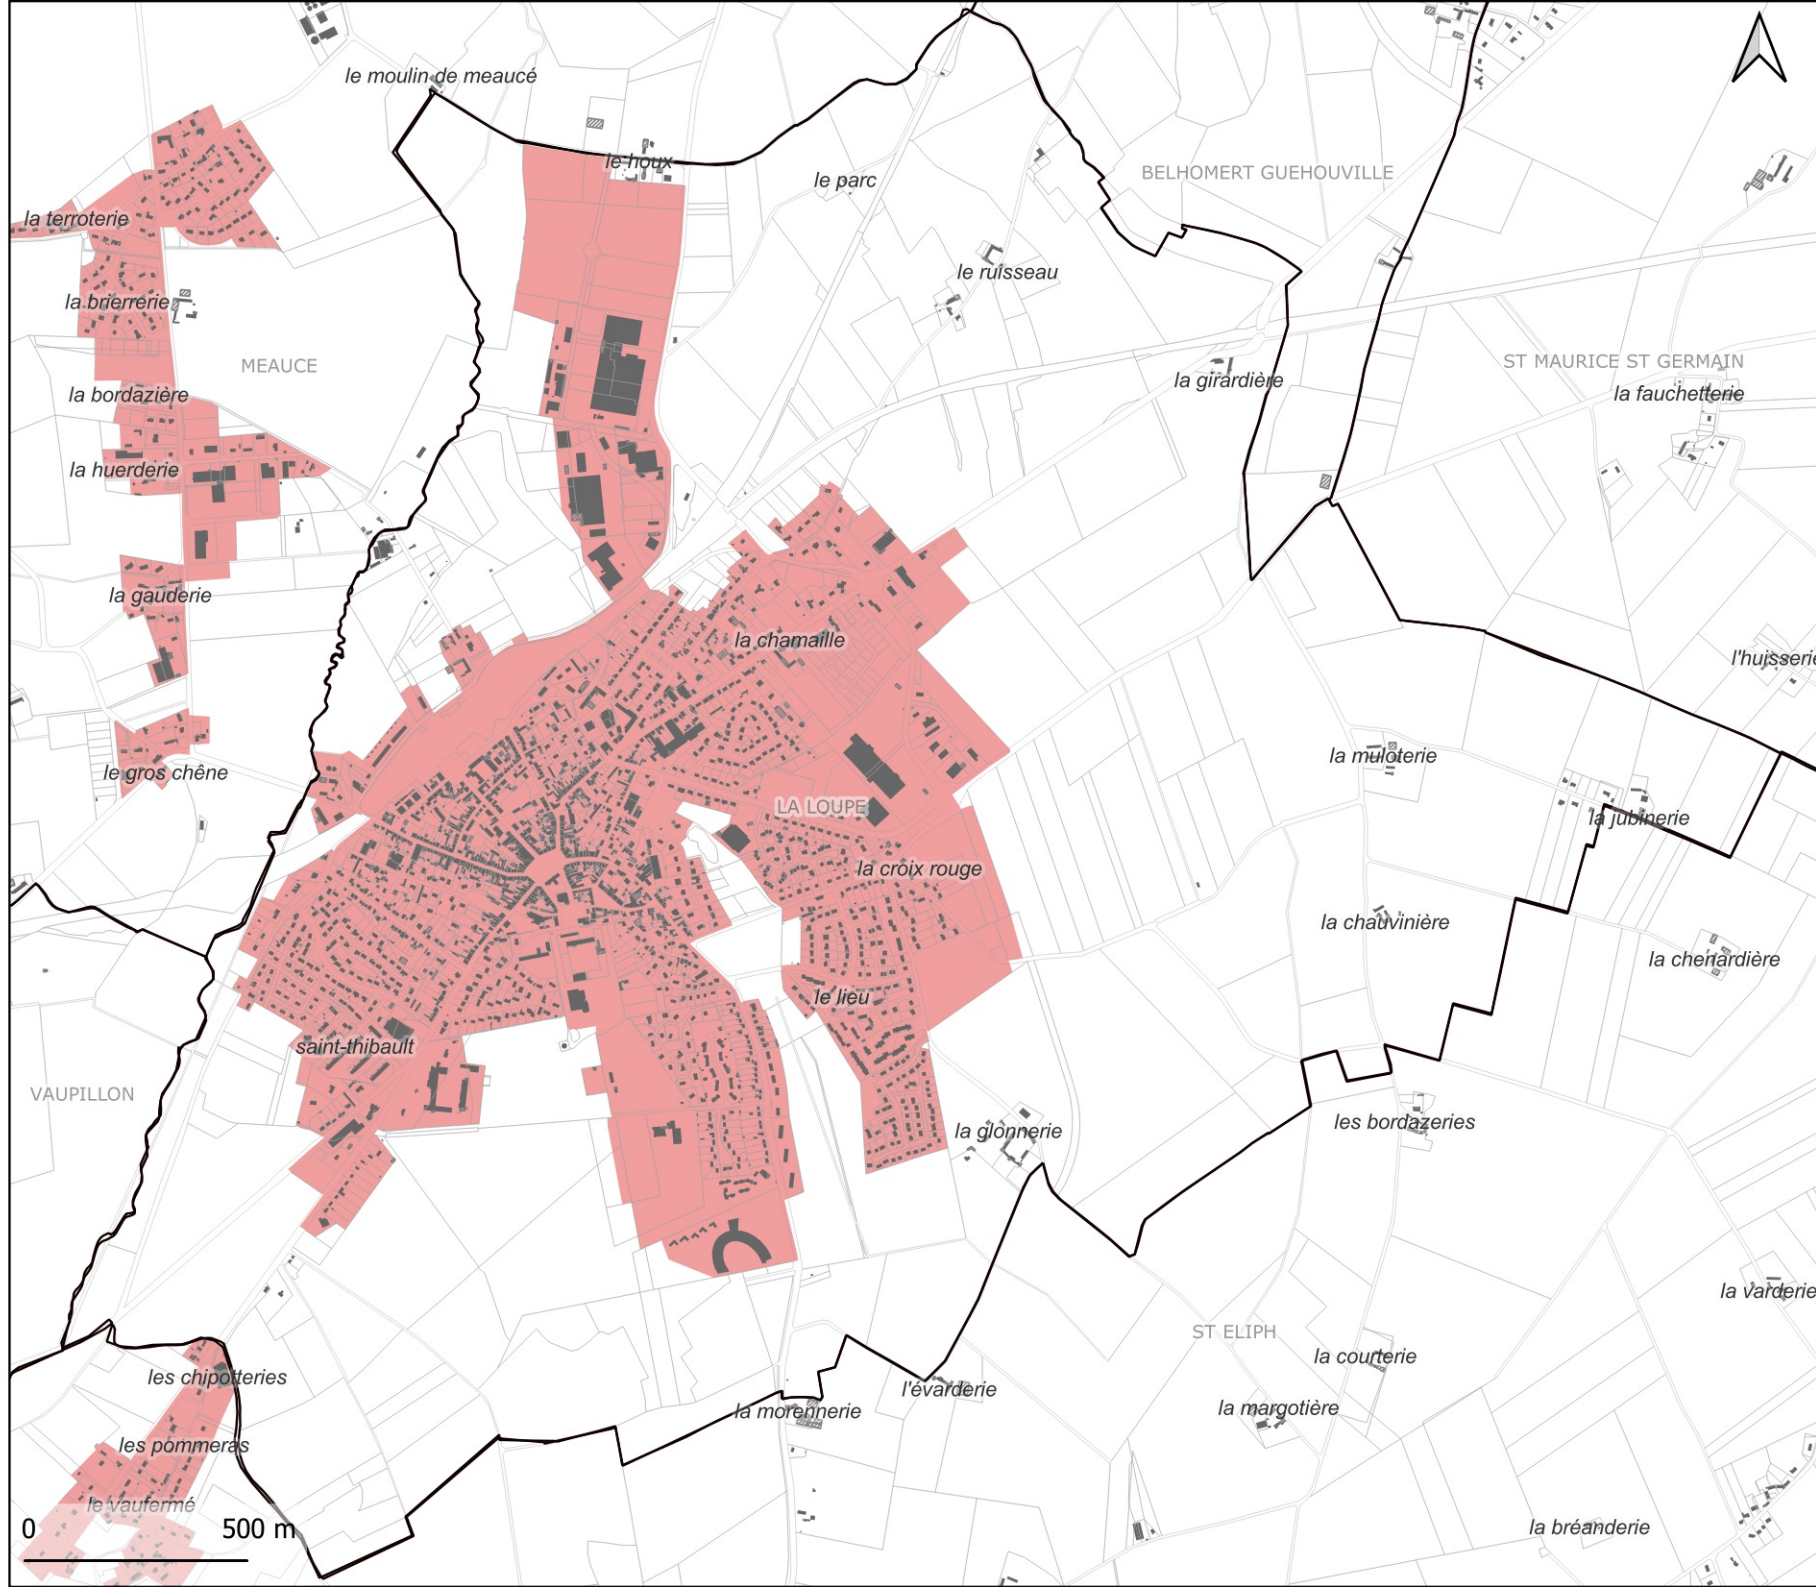 le moulin de meaucé
le houx
le parc
BELHOMERT GUEHOUVILLE
la terroterie
le ruisseau
la brierrerie
MEAUCE
ST MAURICE ST GERMAIN
la girardière
la fauchetterie
la bordazière
la huerderie
la gauderie
la chamaille
l'huisserie
la muloterie
le gros chêne
LA LOUPE
la jubinerie
la croix rouge
la chauvinière
la chenardière
le lieu
saint-thibault
VAUPILLON
les bordazeries
la glonnerie
la varderie
ST ELIPH
la courterie
les chipotteries
l'évarderie
la margotière
la morennerie
les pommeras
le vaufermé
0 500 m
la bréanderie